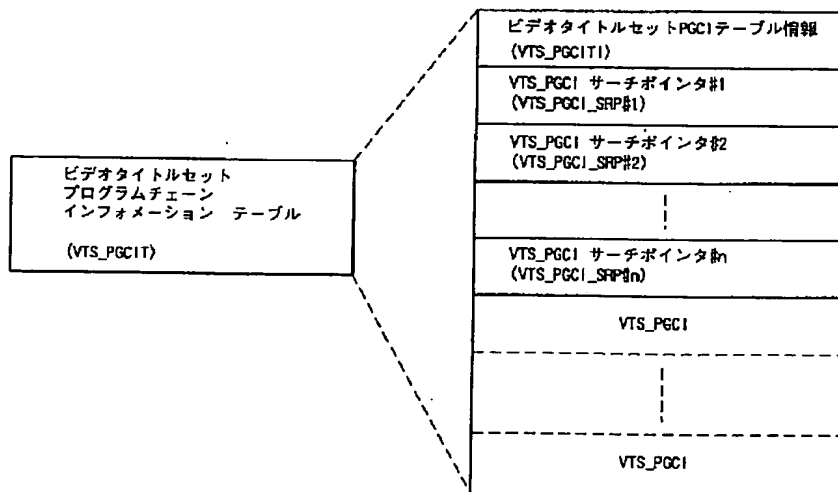 ビデオタイトルセット
プログラムチェーン
インフォメーション テーブル
(VTS_PGCIT)
ビデオタイトルセットPGCIテーブル情報
(VTS_PGCITI)
VTS_PGCI サーチポインタ#1
(VTS_PGCI_SRP#1)
VTS_PGCI サーチポインタ#2
(VTS_PGCI_SRP#2)
VTS_PGCI サーチポインタ#n
(VTS_PGCI_SRP#n)
VTS_PGCI
VTS_PGCI